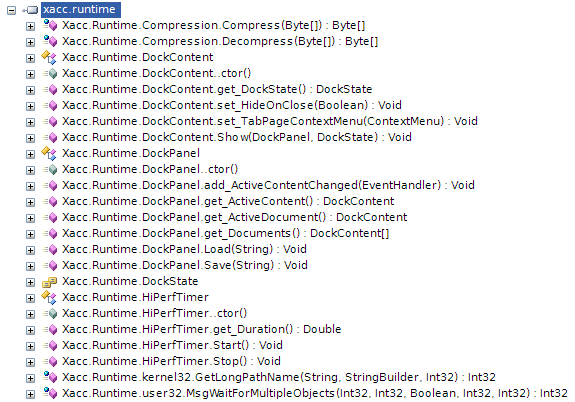 xacc.runtime
Xacc.Runtime.Compression.Compress(Byte[]) : Byte[]
Xacc.Runtime.Compression.Decompress(Byte[]) : Byte[]
Xacc.Runtime.DockContent
Xacc.Runtime.DockContent..ctor()
Xacc.Runtime.DockContent.get_DockState() : DockState
Xacc.Runtime.DockContent.set_HideOnClose(Boolean) : Void
Xacc.Runtime.DockContent.set_TabPageContextMenu(ContextMenu) : Void
Xacc.Runtime.DockContent.Show(DockPanel, DockState) : Void
Xacc.Runtime.DockPanel
Xacc.Runtime.DockPanel..ctor()
Xacc.Runtime.DockPanel.add_ActiveContentChanged(EventHandler) : Void
Xacc.Runtime.DockPanel.get_ActiveContent() : DockContent
Xacc.Runtime.DockPanel.get_ActiveDocument() : DockContent
Xacc.Runtime.DockPanel.get_Documents() : DockContent[]
Xacc.Runtime.DockPanel.Load(String) : Void
Xacc.Runtime.DockPanel.Save(String) : Void
Xacc.Runtime.DockState
Xacc.Runtime.HiPerfTimer
Xacc.Runtime.HiPerfTimer..ctor()
Xacc.Runtime.HiPerfTimer.get_Duration() : Double
Xacc.Runtime.HiPerfTimer.Start() : Void
Xacc.Runtime.HiPerfTimer.Stop() : Void
Xacc.Runtime.kernel32.GetLongPathName(String, StringBuilder, Int32) : Int32
Xacc.Runtime.user32.MsgWaitForMultipleObjects(Int32, Int32, Boolean, Int32, Int32) : Int32